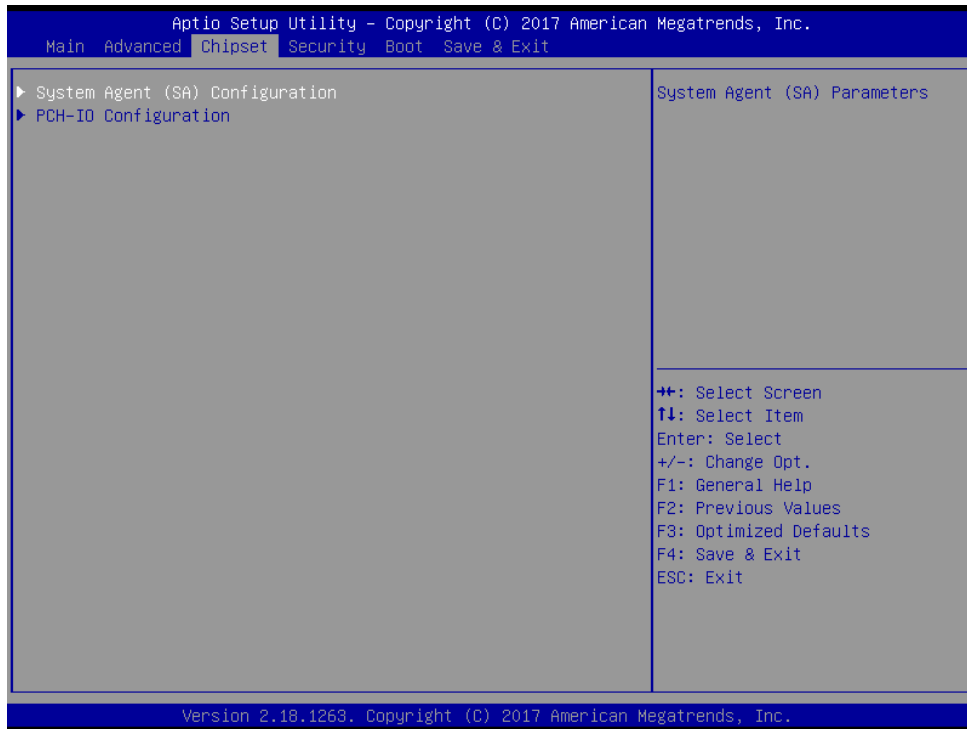 Aptio Setup Utility – Copyright (C) 2017 American Megatrends, Inc.
Main Advanced Chipset Security Boot Save & Exit
System Agent (SA) Configuration
PCH-IO Configuration
System Agent (SA) Parameters
→←: Select Screen
↑↓: Select Item
Enter: Select
+/-: Change Opt.
F1: General Help
F2: Previous Values
F3: Optimized Defaults
F4: Save & Exit
ESC: Exit
Version 2.18.1263. Copyright (C) 2017 American Megatrends, Inc.